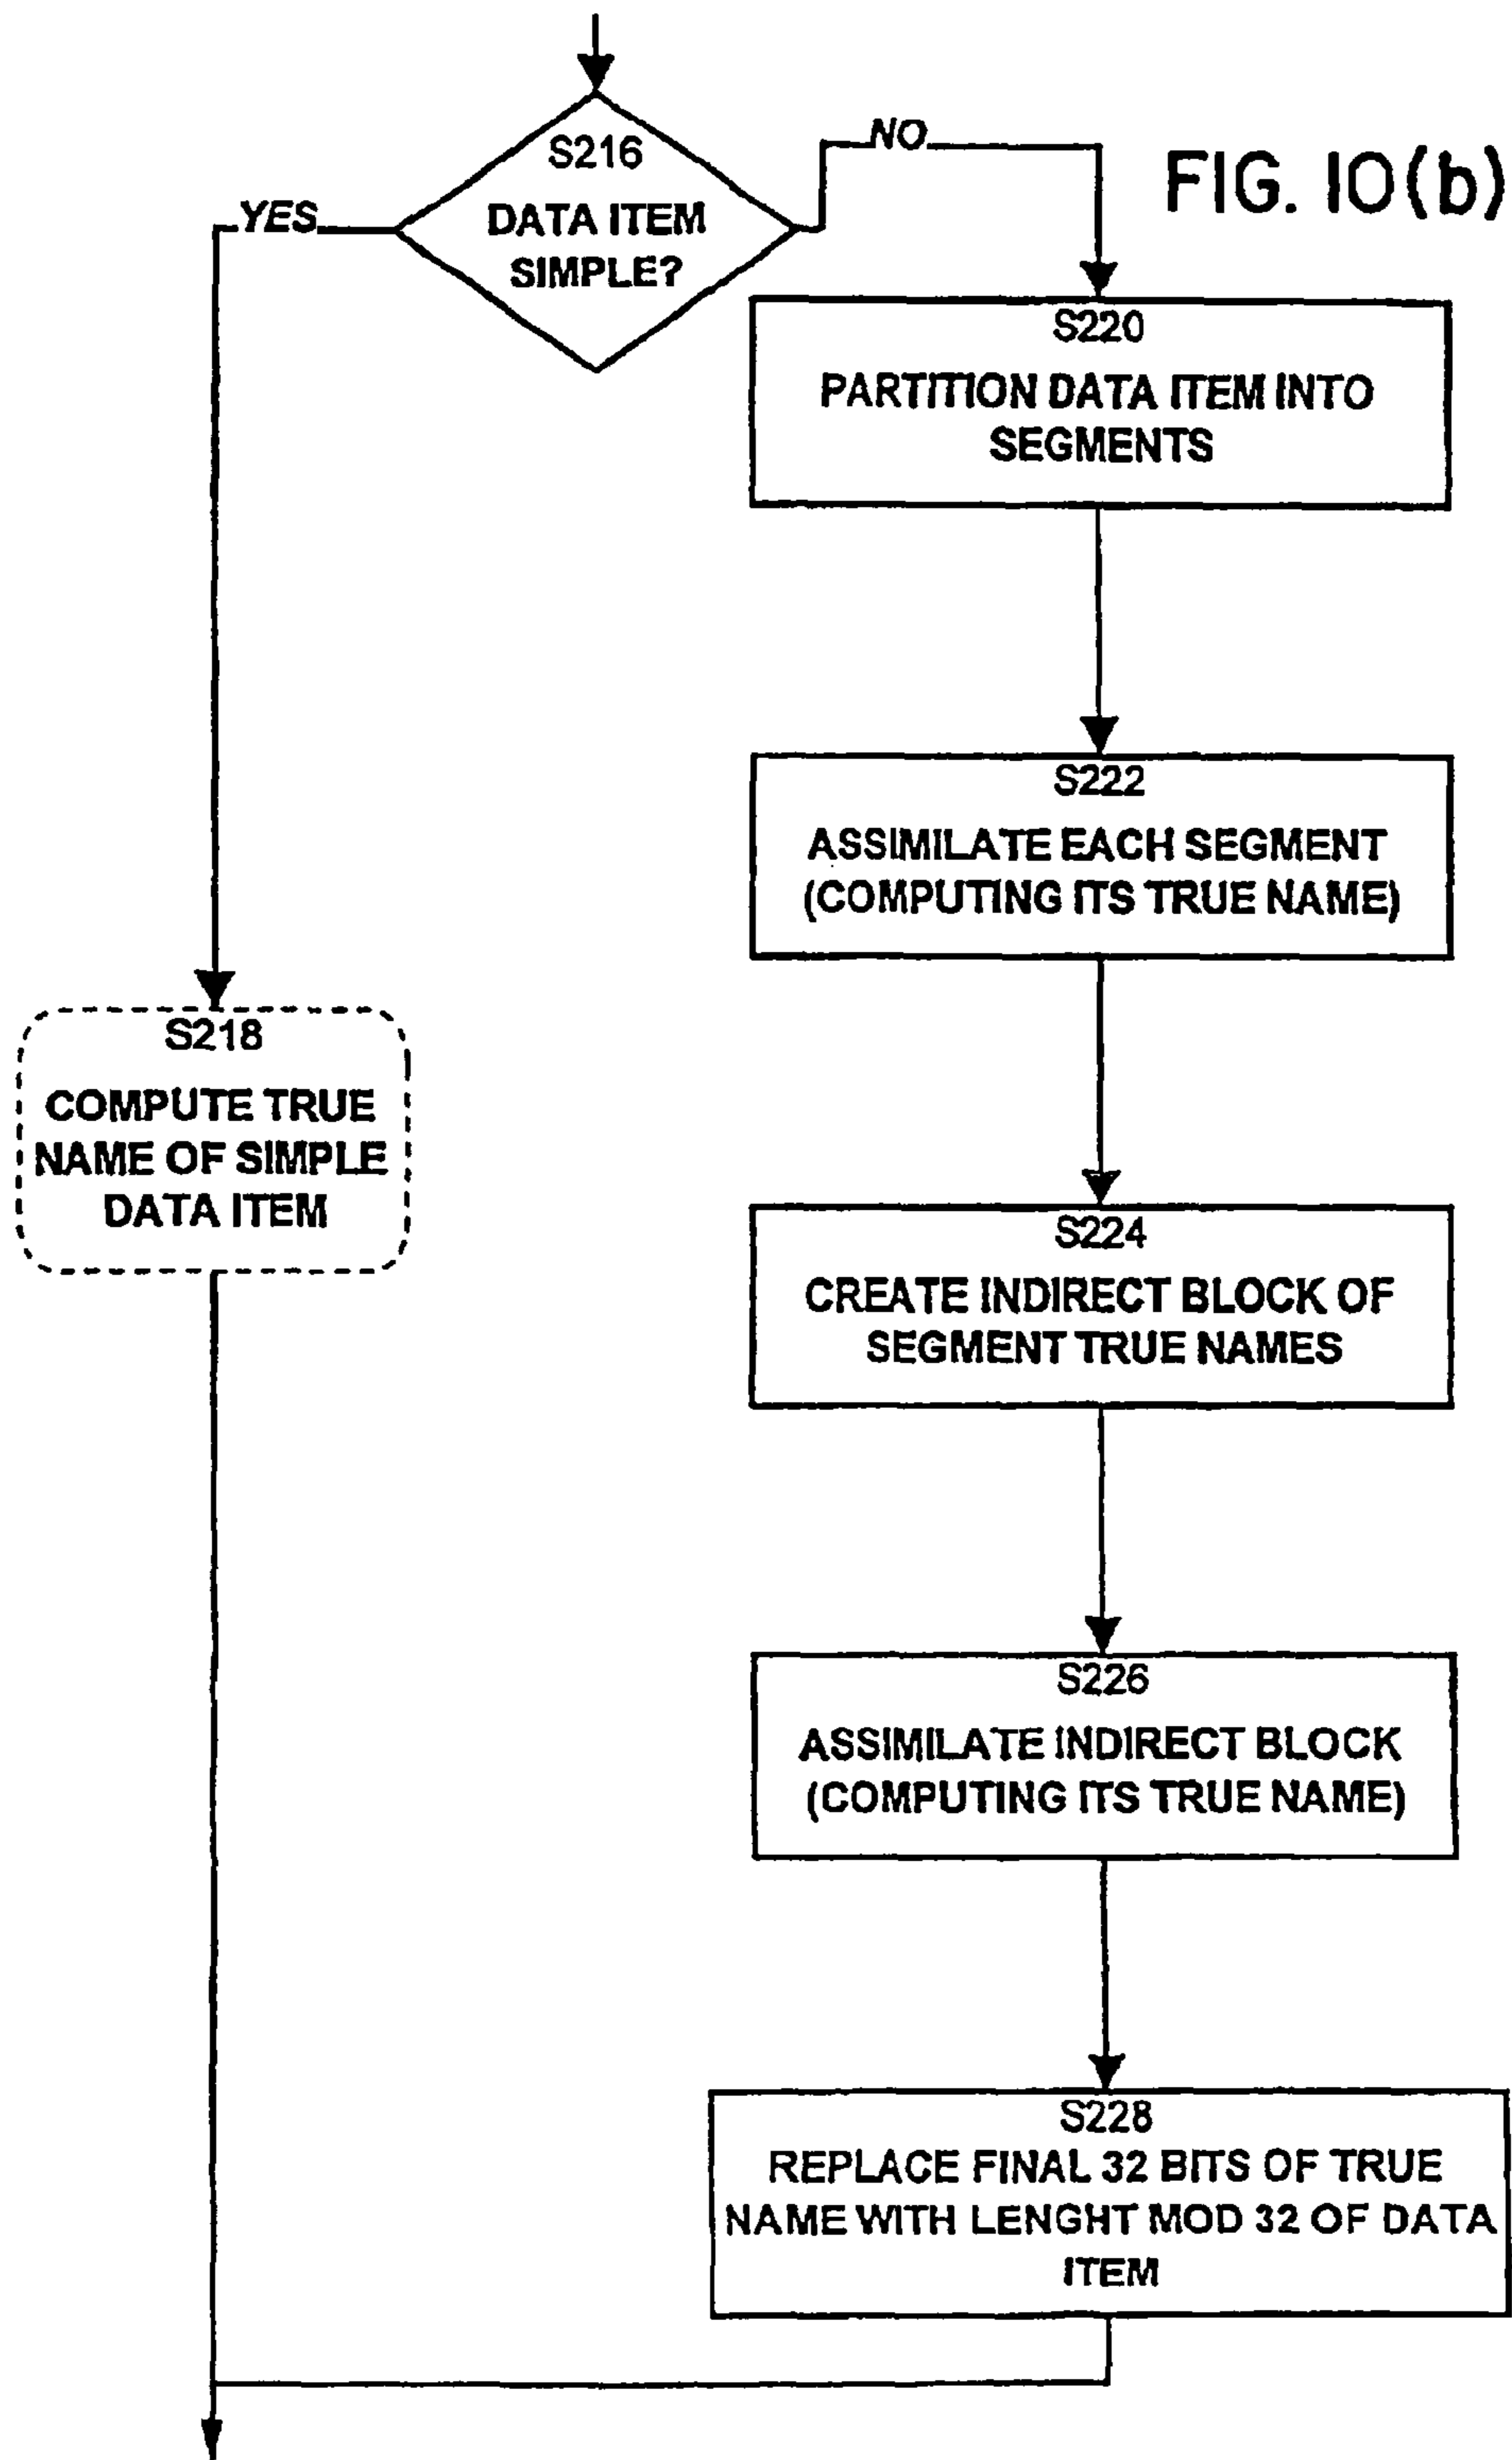 FIG. 10(b)
S216
DATA ITEM
SIMPLE?
YES
NO
S220
PARTITION DATA ITEM INTO
SEGMENTS
S222
ASSIMILATE EACH SEGMENT
(COMPUTING ITS TRUE NAME)
S218
COMPUTE TRUE
NAME OF SIMPLE
DATA ITEM
S224
CREATE INDIRECT BLOCK OF
SEGMENT TRUE NAMES
S226
ASSIMILATE INDIRECT BLOCK
(COMPUTING ITS TRUE NAME)
S228
REPLACE FINAL 32 BITS OF TRUE
NAME WITH LENGHT MOD 32 OF DATA
ITEM